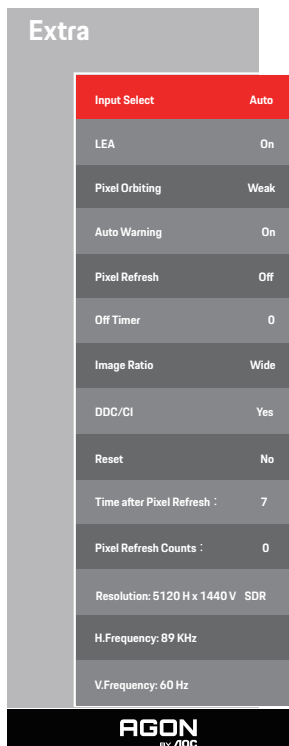 Extra
Input Select Auto
LEA On
Pixel Orbiting Weak
Auto Warning On
Pixel Refresh Off
Off Timer 0
Image Ratio Wide
DDC/CI Yes
Reset No
Time after Pixel Refresh : 7
Pixel Refresh Counts : 0
Resolution: 5120 H x 1440 V SDR
H.Frequency: 89 KHz
V.Frequency: 60 Hz
AGON
BY AOC